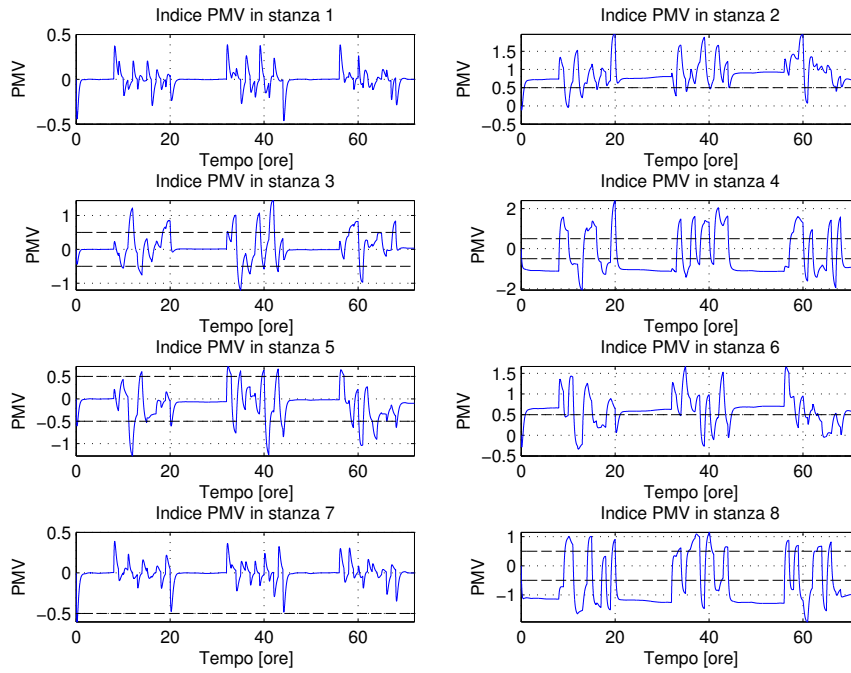 Indice PMV in stanza 1
PMV
0.5
0
−0.5
0 20 40 60
Tempo [ore]
Indice PMV in stanza 2
PMV
1.5
1
0.5
0
−0.5
0 20 40 60
Tempo [ore]
Indice PMV in stanza 3
PMV
1
0
−1
0 20 40 60
Tempo [ore]
Indice PMV in stanza 4
PMV
2
0
−2
0 20 40 60
Tempo [ore]
Indice PMV in stanza 5
PMV
0.5
0
−0.5
−1
0 20 40 60
Tempo [ore]
Indice PMV in stanza 6
PMV
1.5
1
0.5
0
−0.5
0 20 40 60
Tempo [ore]
Indice PMV in stanza 7
PMV
0.5
0
−0.5
0 20 40 60
Tempo [ore]
Indice PMV in stanza 8
PMV
1
0
−1
0 20 40 60
Tempo [ore]